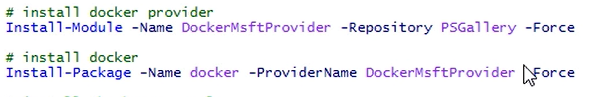 # install docker provider
Install-Module -Name DockerMsftProvider -Repository PSGallery -Force
# install docker
Install-Package -Name docker -ProviderName DockerMsftProvider -Force